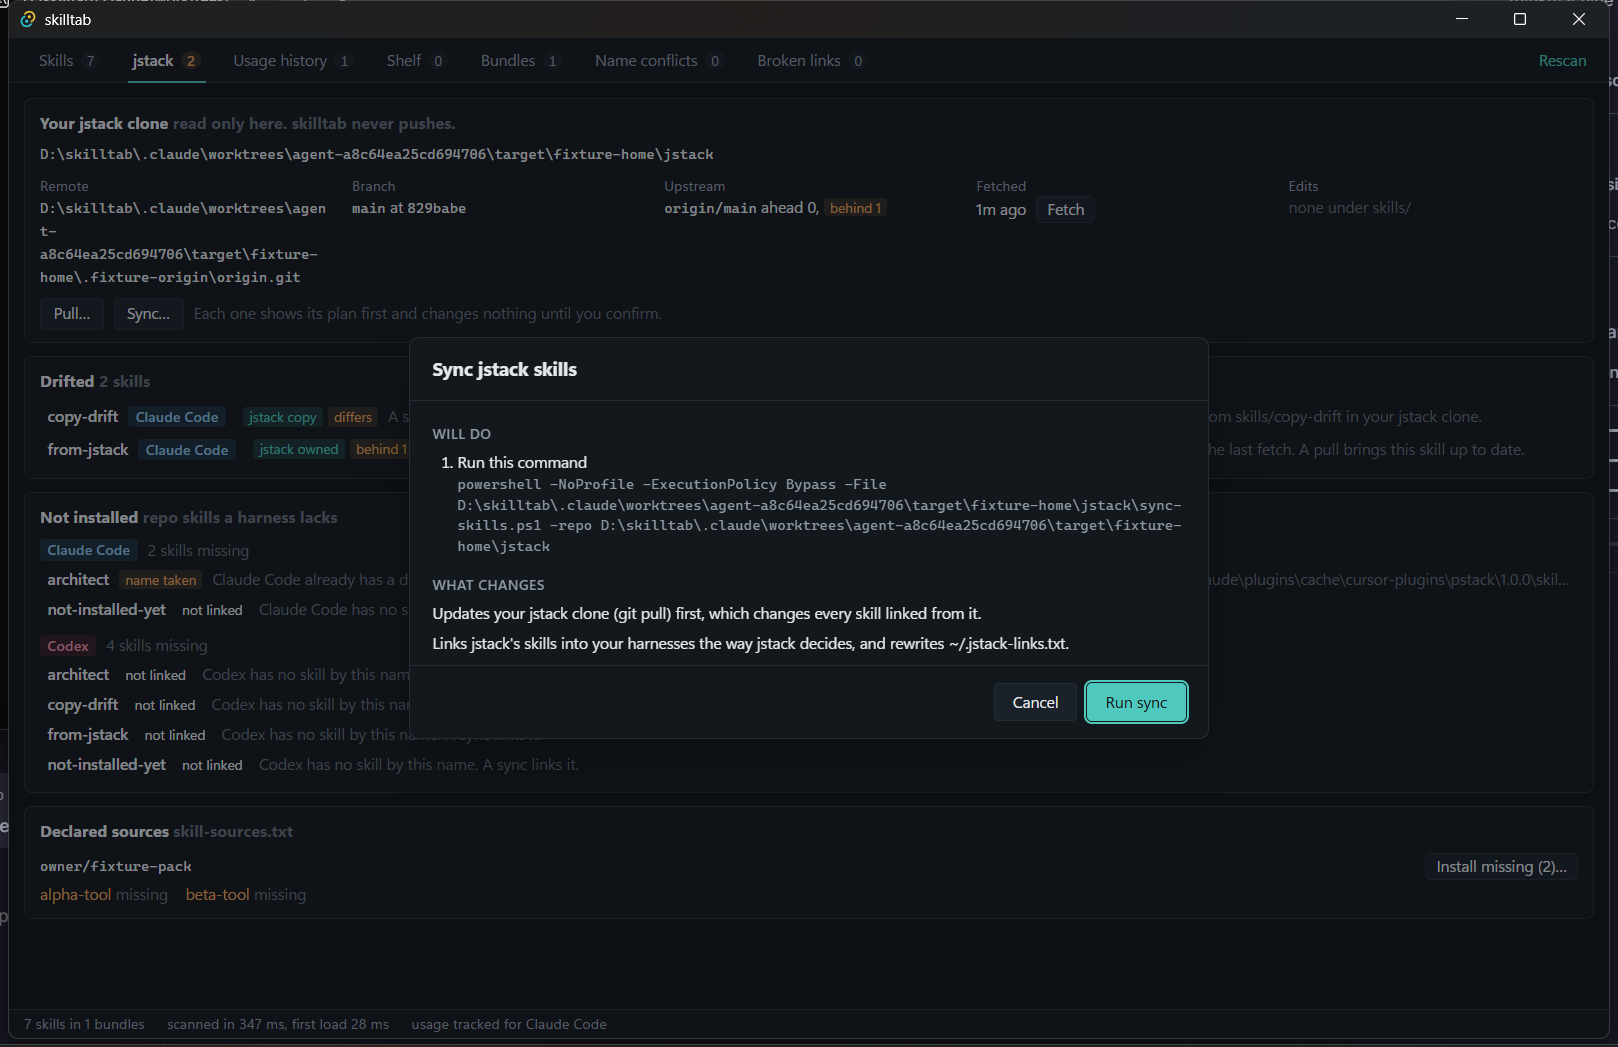 skilltab
Skills 7 jstack 2 Usage history 1 Shelf 0 Bundles 1 Name conflicts 0 Broken links 0 Rescan
Your jstack clone read only here. skilltab never pushes.
D:\skilltab\.claude\worktrees\agent-a8c64ea25cd694706\target\fixture-home\jstack
Remote Branch Upstream Fetched Edits
D:\skilltab\.claude\worktrees\agen main at 829babe origin/main ahead 0, behind 1 1m ago Fetch none under skills/
t-
a8c64ea25cd694706\target\fixture-
home\.fixture-origin\origin.git
Pull... Sync... Each one shows its plan first and changes nothing until you confirm.
Drifted 2 skills
copy-drift Claude Code jstack copy differs A s om skills/copy-drift in your jstack clone.
from-jstack Claude Code jstack owned behind 1 he last fetch. A pull brings this skill up to date.
Not installed repo skills a harness lacks
Claude Code 2 skills missing
architect name taken Claude Code already has a d ude\plugins\cache\cursor-plugins\pstack\1.0.0\skil...
not-installed-yet not linked Claude Code has no s
Codex 4 skills missing
architect not linked Codex has no skill by this nam
copy-drift not linked Codex has no skill by this nar
from-jstack not linked Codex has no skill by this
not-installed-yet not linked Codex has no skill by this name. A sync links it.
Sync jstack skills
WILL DO
1. Run this command
powershell -NoProfile -ExecutionPolicy Bypass -File
D:\skilltab\.claude\worktrees\agent-a8c64ea25cd694706\target\fixture-home\jstack\sync-
skills.ps1 -repo D:\skilltab\.claude\worktrees\agent-a8c64ea25cd694706\target\fixture-
home\jstack
WHAT CHANGES
Updates your jstack clone (git pull) first, which changes every skill linked from it.
Links jstack's skills into your harnesses the way jstack decides, and rewrites ~/.jstack-links.txt.
Cancel Run sync
Declared sources skill-sources.txt
owner/fixture-pack Install missing (2)...
alpha-tool missing beta-tool missing
7 skills in 1 bundles scanned in 347 ms, first load 28 ms usage tracked for Claude Code